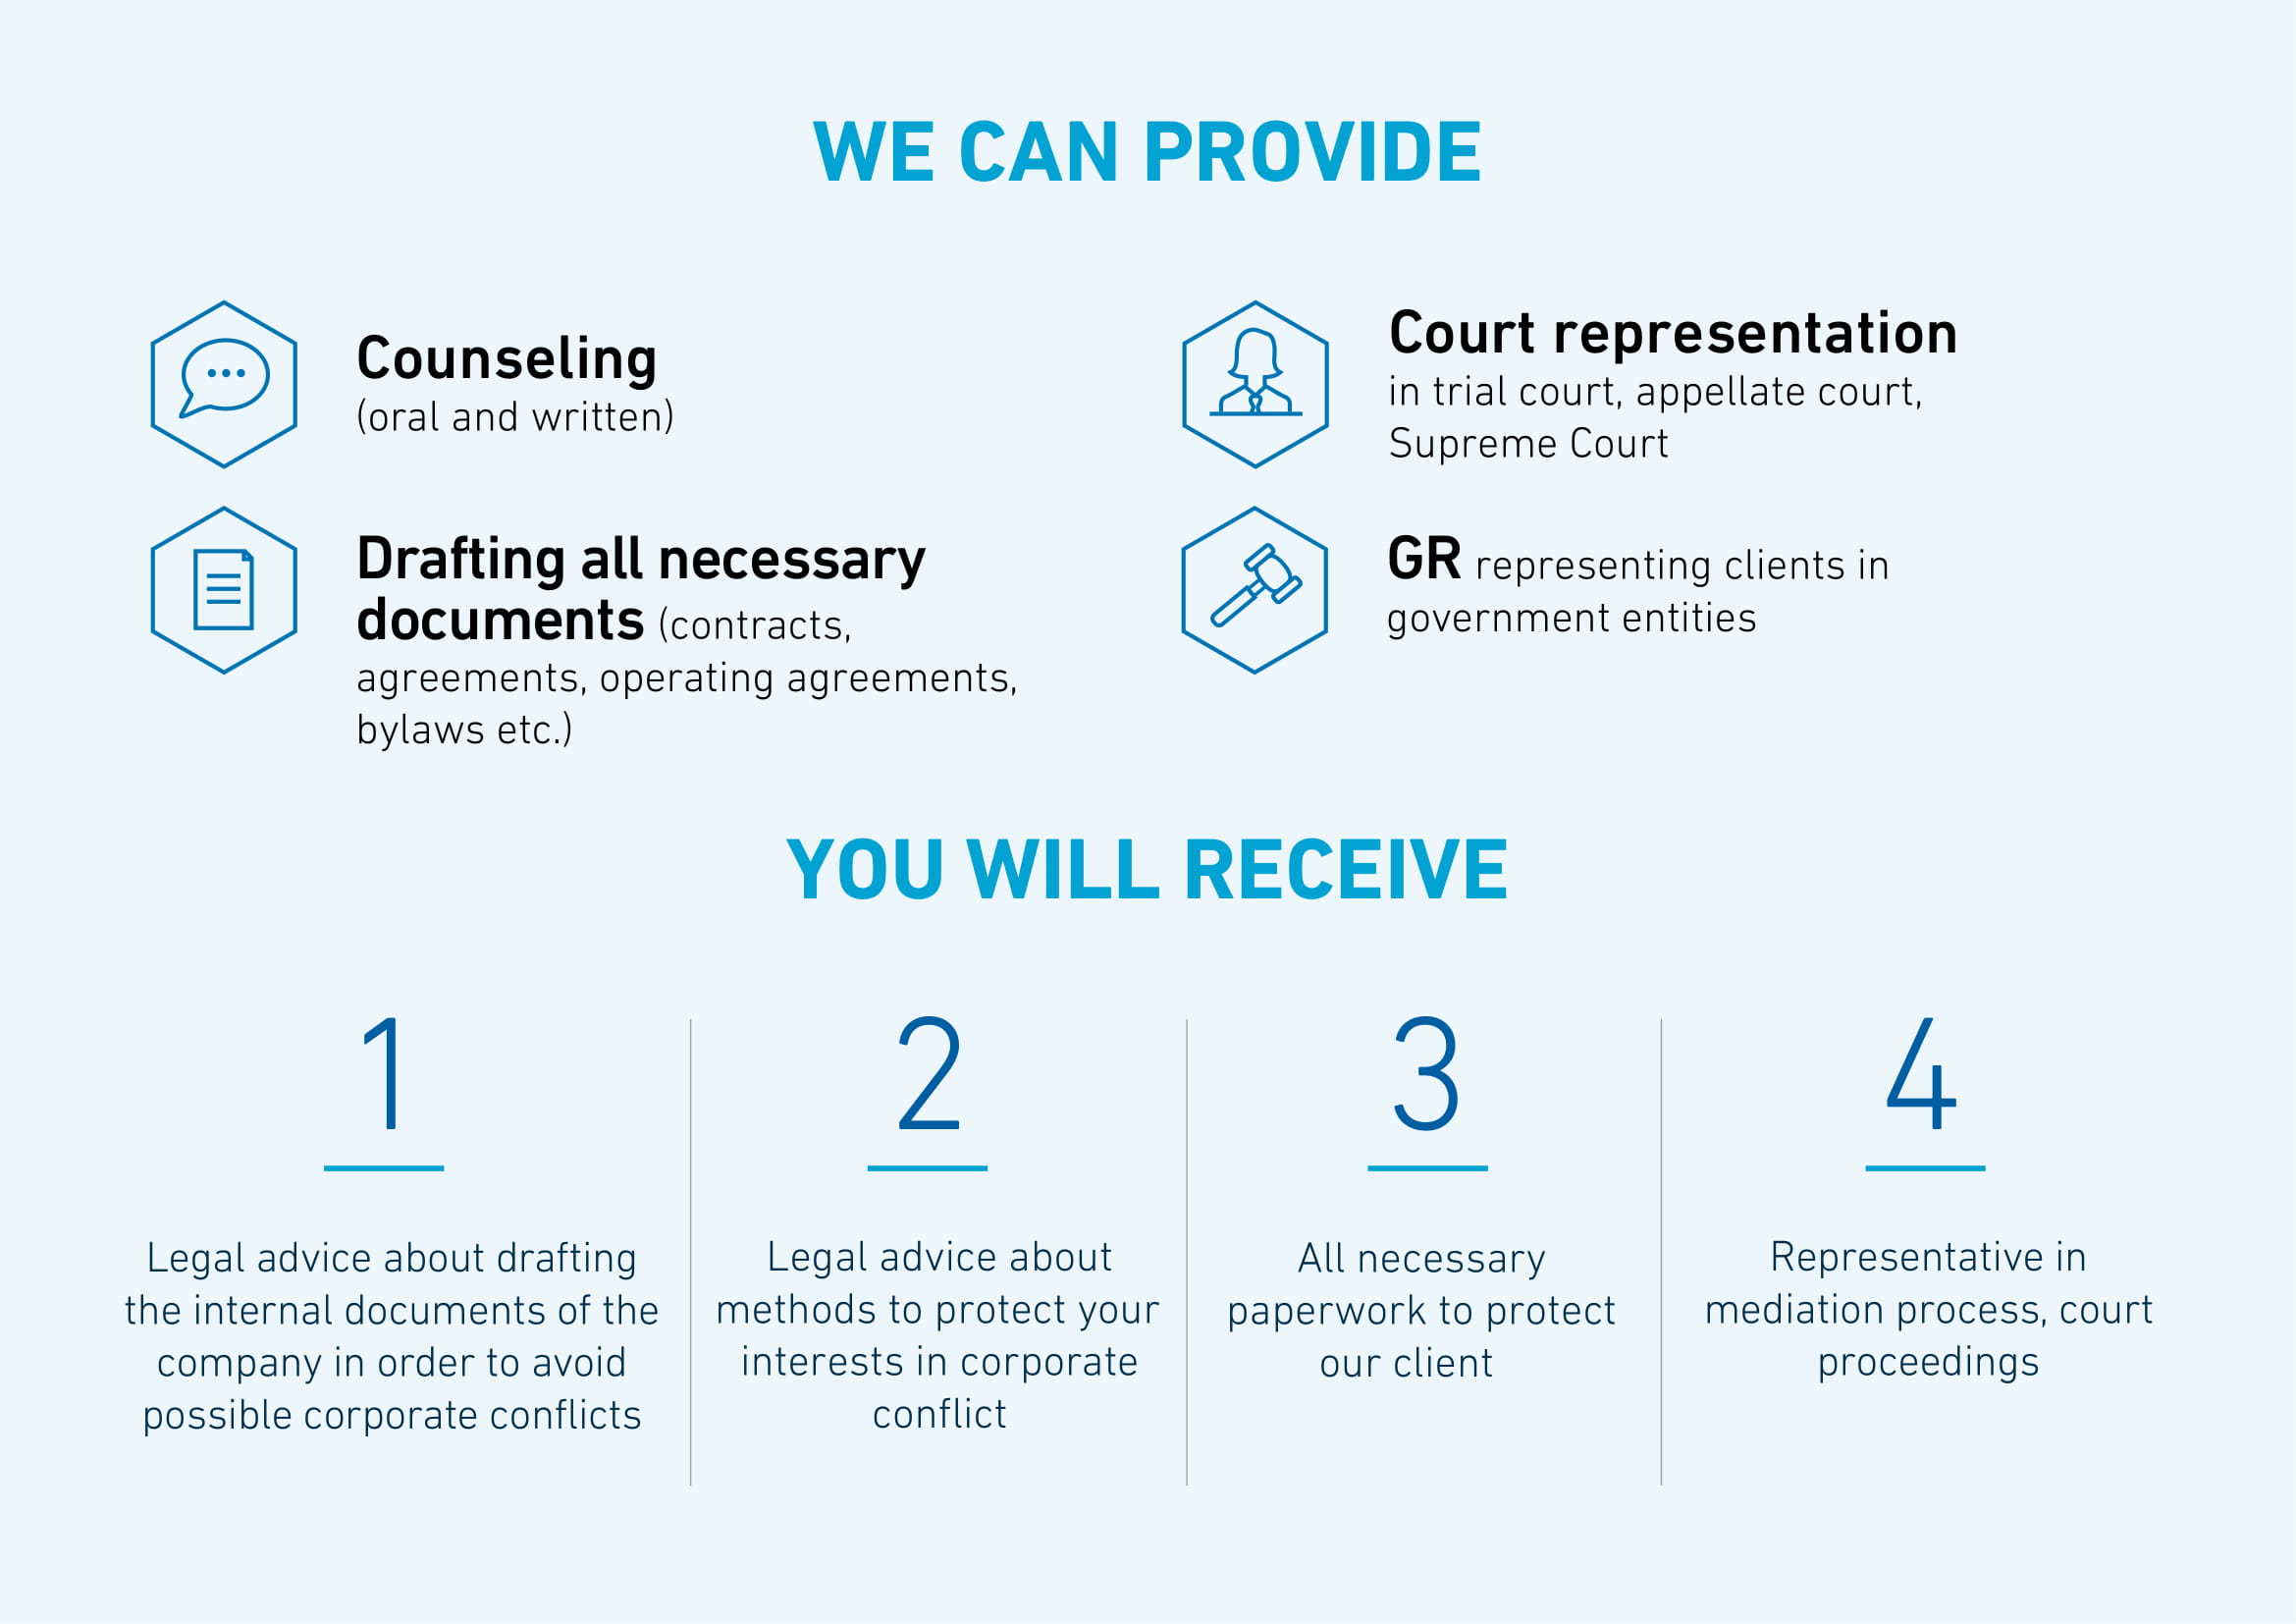 WE CAN PROVIDE
Counseling
(oral and written)
Drafting all necessary
documents (contracts,
agreements, operating agreements,
bylaws etc.)
Court representation
in trial court, appellate court,
Supreme Court
GR representing clients in
government entities
YOU WILL RECEIVE
1
Legal advice about drafting
the internal documents of the
company in order to avoid
possible corporate conflicts
2
Legal advice about
methods to protect your
interests in corporate
conflict
3
All necessary
paperwork to protect
our client
4
Representative in
mediation process, court
proceedings